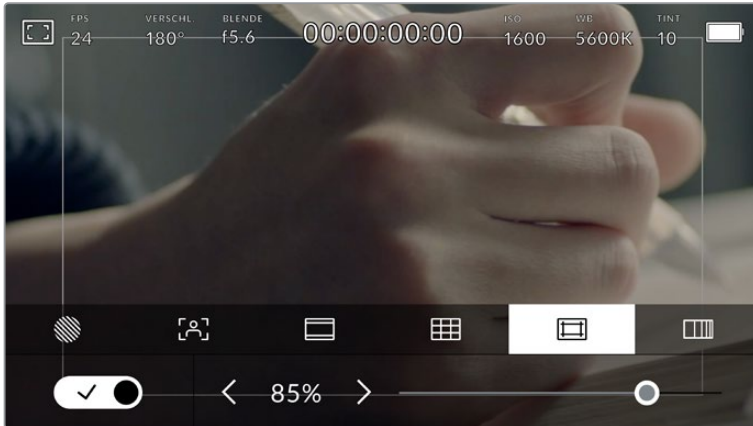 FPS VERSCHL. BLENDE ISO WB TINT
24 180° f5.6 00:00:00:00 1600 5600K 10
85%